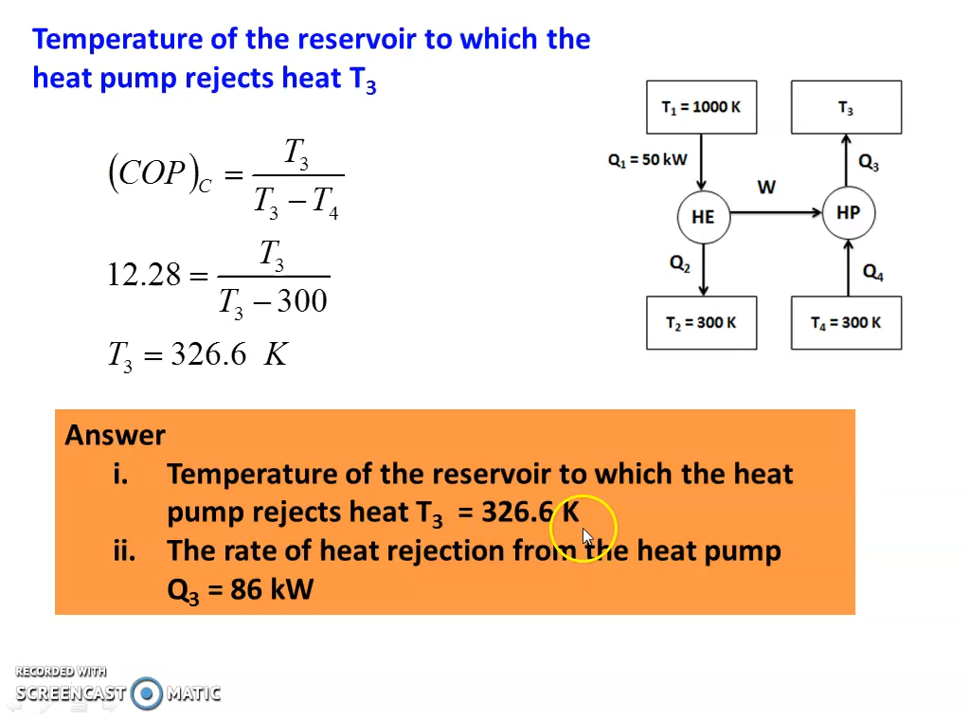 Temperature of the reservoir to which the
heat pump rejects heat T₃
(COP)_C = T₃ / (T₃ − T₄)
12.28 = T₃ / (T₃ − 300)
T₃ = 326.6 K
T₁ = 1000 K
T₃
Q₁ = 50 kW
Q₃
W
HE
HP
Q₂
Q₄
T₂ = 300 K
T₄ = 300 K
Answer
i. Temperature of the reservoir to which the heat
pump rejects heat T₃ = 326.6 K
ii. The rate of heat rejection from the heat pump
Q₃ = 86 kW
RECORDED WITH
SCREENCAST MATIC